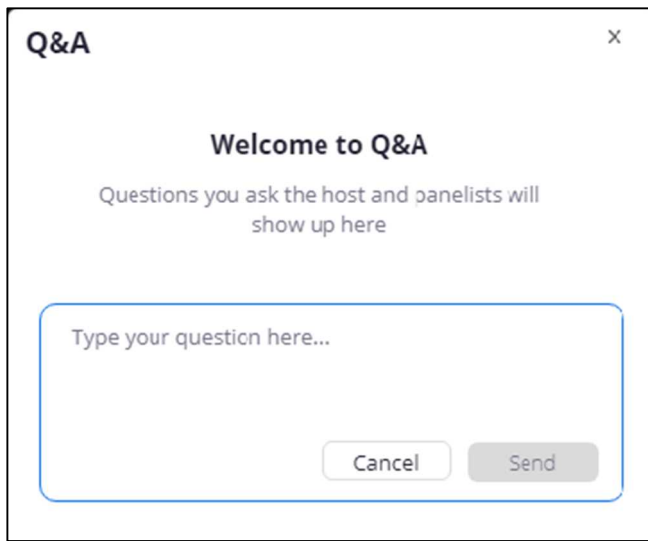 Q&A
×
Welcome to Q&A
Questions you ask the host and panelists will
show up here
Type your question here...
Cancel Send